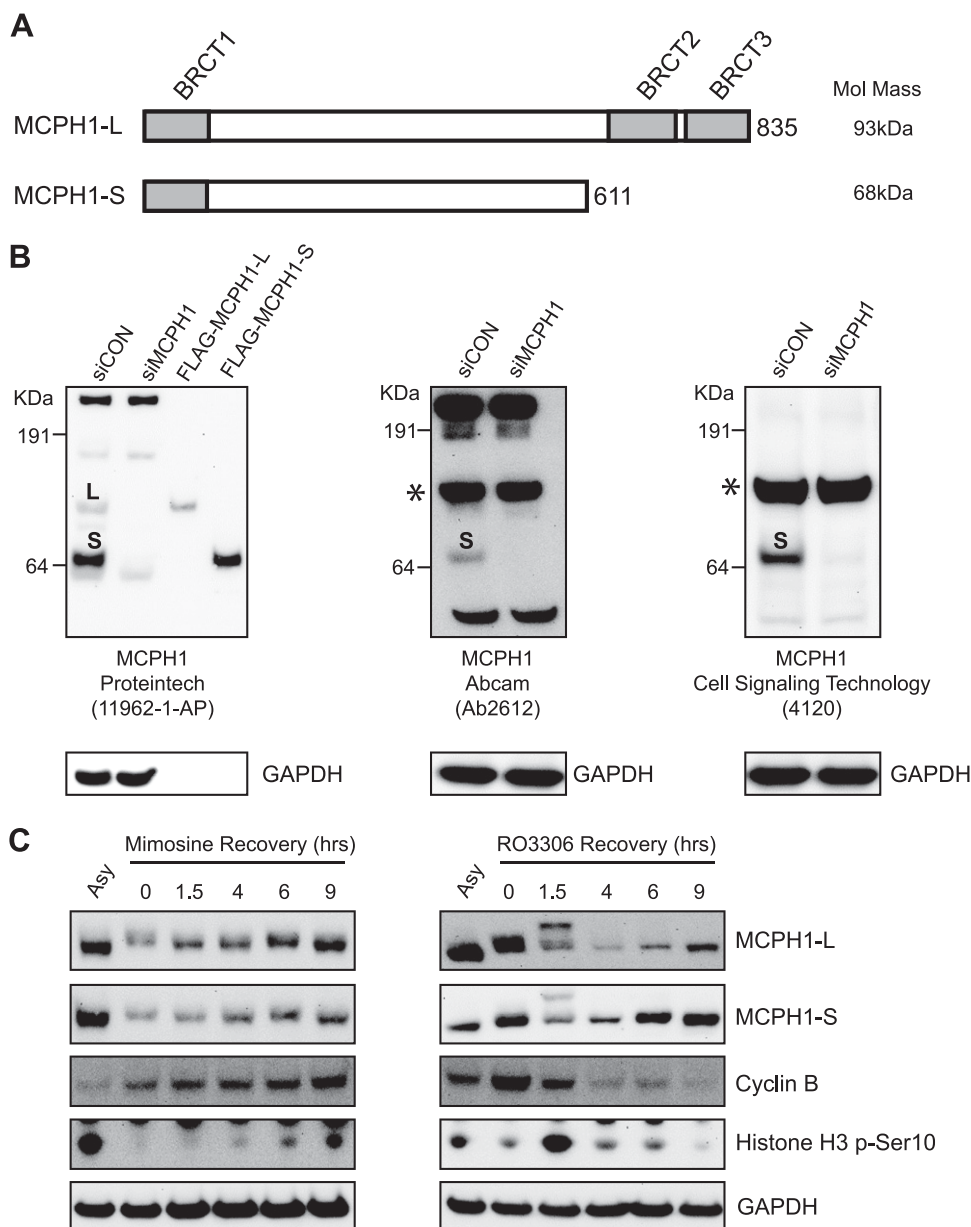 A
BRCT1
BRCT2
BRCT3
Mol Mass
MCPH1-L
835
93kDa
MCPH1-S
611
68kDa
B
siCON
siMCPH1
FLAG-MCPH1-L
FLAG-MCPH1-S
KDa
191
L
S
64
MCPH1
Proteintech
(11962-1-AP)
GAPDH
siCON
siMCPH1
KDa
191
*
S
64
MCPH1
Abcam
(Ab2612)
GAPDH
siCON
siMCPH1
KDa
191
*
S
64
MCPH1
Cell Signaling Technology
(4120)
GAPDH
C
Mimosine Recovery (hrs)
Asy 0 1.5 4 6 9
RO3306 Recovery (hrs)
Asy 0 1.5 4 6 9
MCPH1-L
MCPH1-S
Cyclin B
Histone H3 p-Ser10
GAPDH